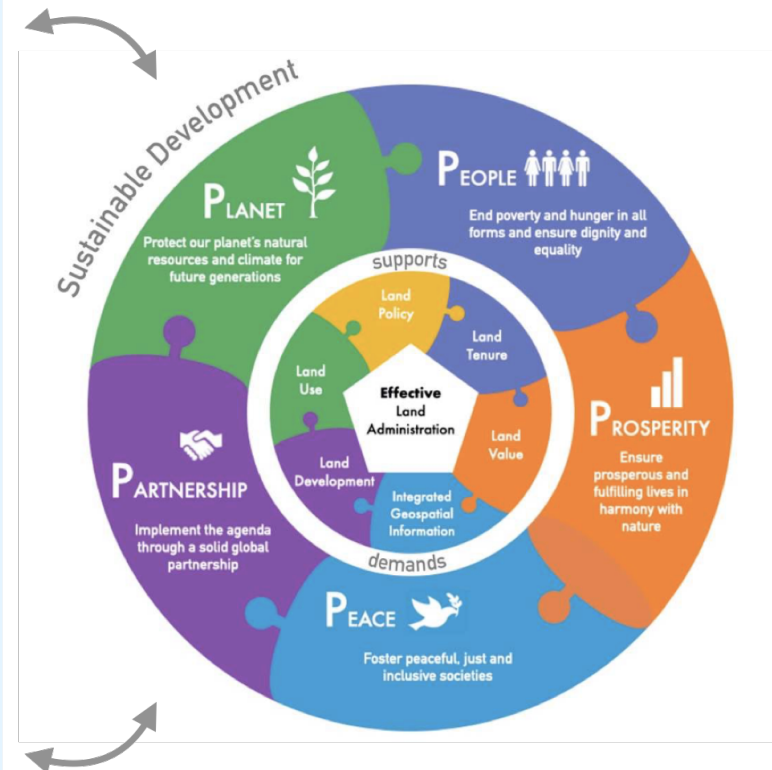 Sustainable Development
PLANET
Protect our planet's natural
resources and climate for
future generations
PEOPLE
End poverty and hunger in all
forms and ensure dignity and
equality
PROSPERITY
Ensure
prosperous and
fulfilling lives in
harmony with
nature
PEACE
Foster peaceful, just and
inclusive societies
PARTNERSHIP
Implement the agenda
through a solid global
partnership
supports
Land
Policy
Land
Tenure
Land
Value
Integrated
Geospatial
Information
Land
Development
Land
Use
Effective
Land
Administration
demands